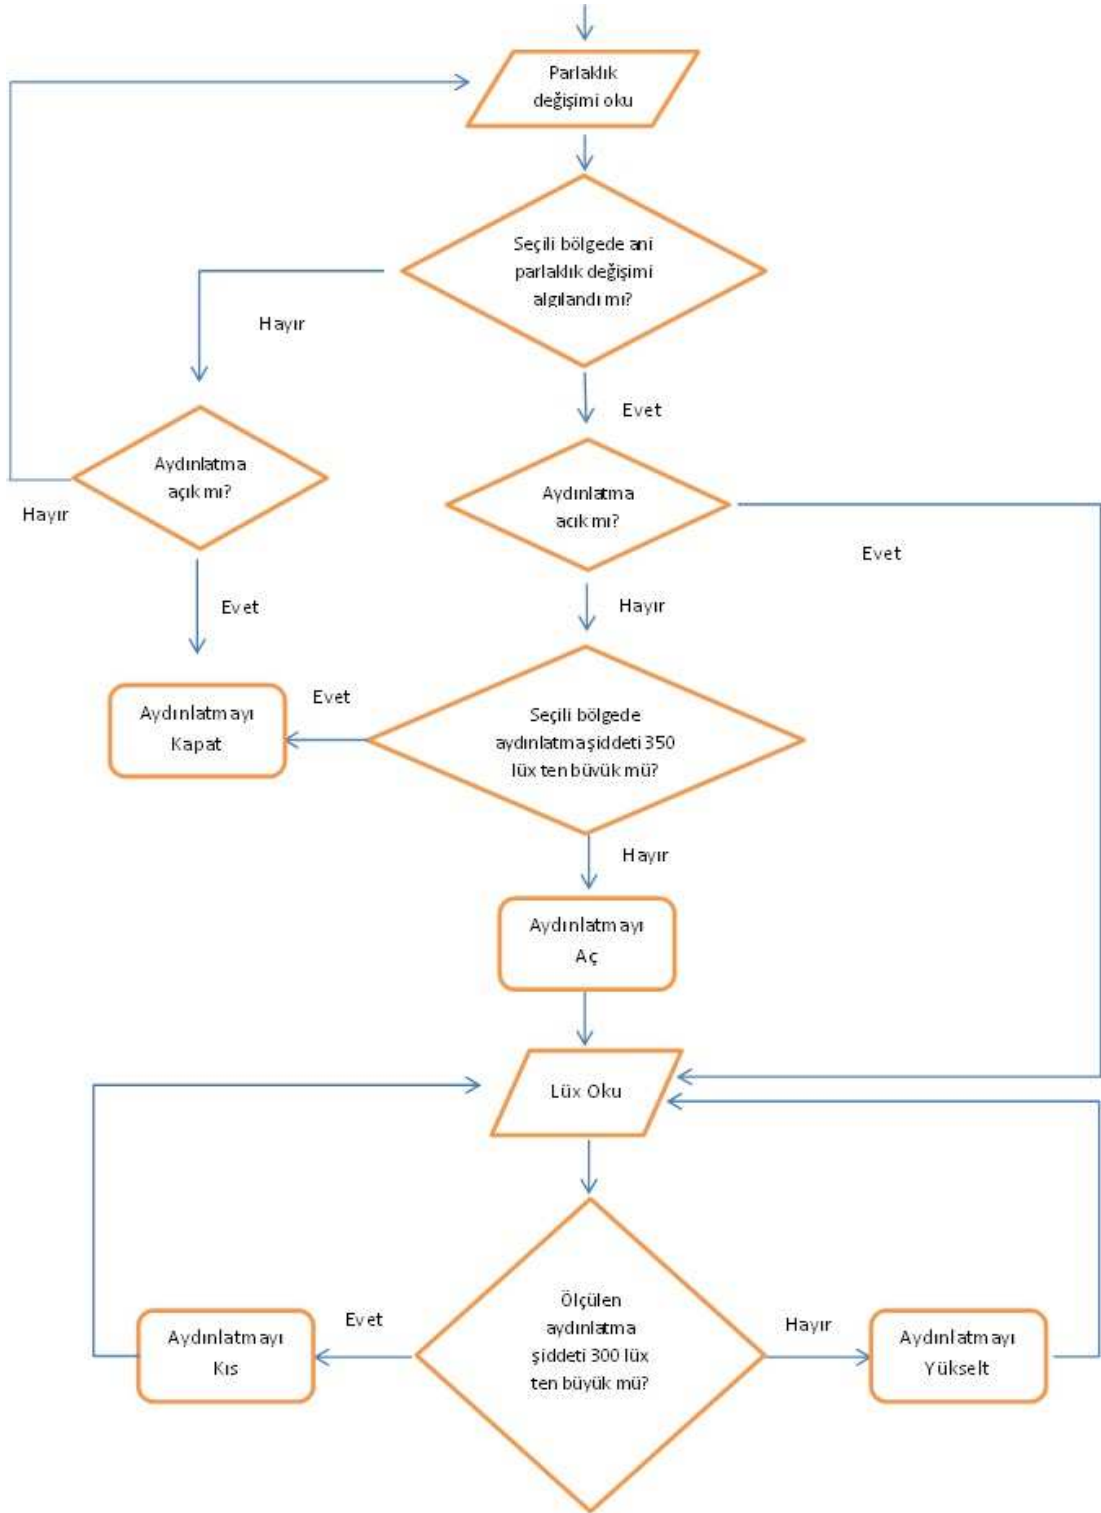 Parlaklık
değişimi oku
Seçili bölgede ani
parlaklık değişimi
algılandı mı?
Hayır
Evet
Aydınlatma
açık mı?
Hayır
Aydınlatma
acık mı?
Evet
Evet
Hayır
Aydınlatmayı
Kapat
Evet
Seçili bölgede
aydınlatma şiddeti 350
lüx ten büyük mü?
Hayır
Aydınlatmayı
Aç
Lüx Oku
Aydınlatmayı
Kıs
Evet
Ölçülen
aydınlatma
şiddeti 300 lüx
ten büyük mü?
Hayır
Aydınlatmayı
Yükselt